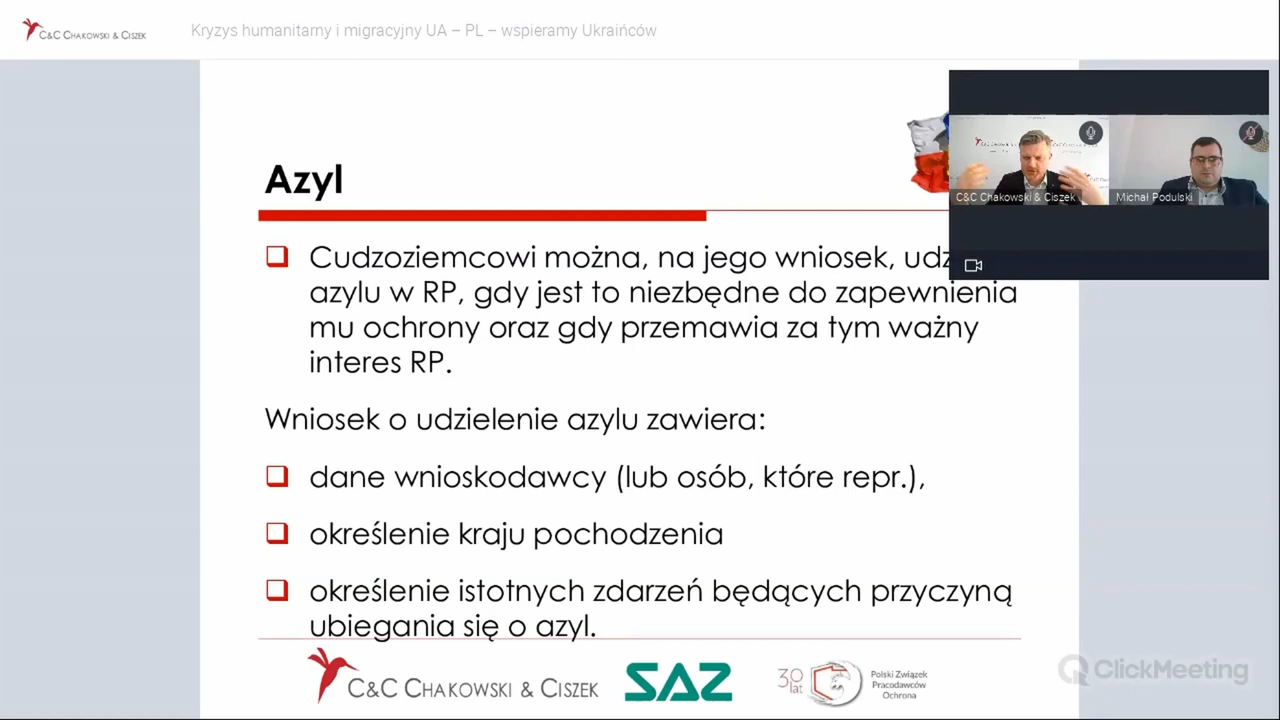 C&C CHAKOWSKI & CISZEK
Kryzys humanitarny i migracyjny UA – PL – wspieramy Ukraińców
C&C Chakowski & Ciszek
Michał Podulski
Azyl
Cudzoziemcowi można, na jego wniosek,
azylu w RP, gdy jest to niezbędne do zapewnienia
mu ochrony oraz gdy przemawia za tym ważny
interes RP.
Wniosek o udzielenie azylu zawiera:
dane wnioskodawcy (lub osób, które repr.),
określenie kraju pochodzenia
określenie istotnych zdarzeń będących przyczyną
ubiegania się o azyl.
C&C CHAKOWSKI & CISZEK
SAZ
30 lat
Polski Związek
Pracodawców
Ochrona
ClickMeeting